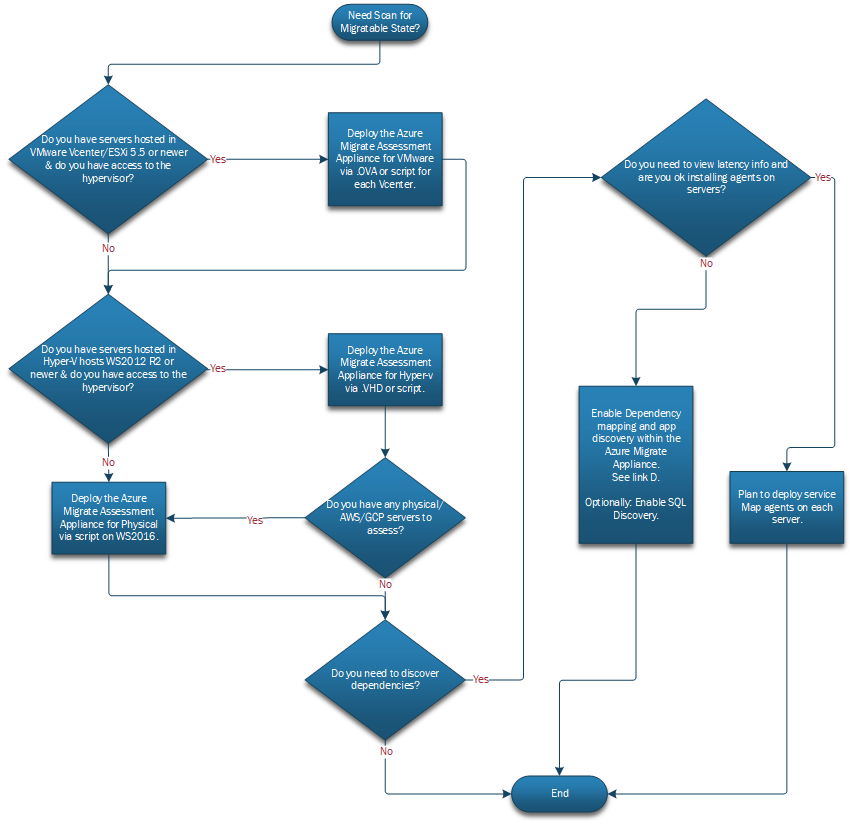 Need Scan for
Migratable State?
Do you have servers hosted in
VMware Vcenter/ESXi 5.5 or newer
& do you have access to the
hypervisor?
Yes
Deploy the Azure
Migrate Assessment
Appliance for VMware
via .OVA or script for
each Vcenter.
No
Do you have servers hosted in
Hyper-V hosts WS2012 R2 or
newer & do you have access to the
hypervisor?
Yes
Deploy the Azure
Migrate Assessment
Appliance for Hyper-v
via .VHD or script.
No
Deploy the Azure
Migrate Assessment
Appliance for Physical
via script on WS2016.
Do you have any physical/
AWS/GCP servers to
assess?
Yes
No
Do you need to discover
dependencies?
Yes
No
Do you need to view latency info and
are you ok installing agents on
servers?
Yes
No
Enable Dependency
mapping and app
discovery within the
Azure Migrate
Appliance.
See link D.
Optionally: Enable SQL
Discovery.
Plan to deploy service
Map agents on each
server.
End